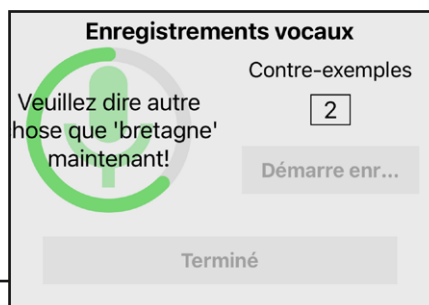 Enregistrements vocaux
Contre-exemples
2
Veuillez dire autre
hose que 'bretagne'
maintenant!
Démarre enr...
Terminé